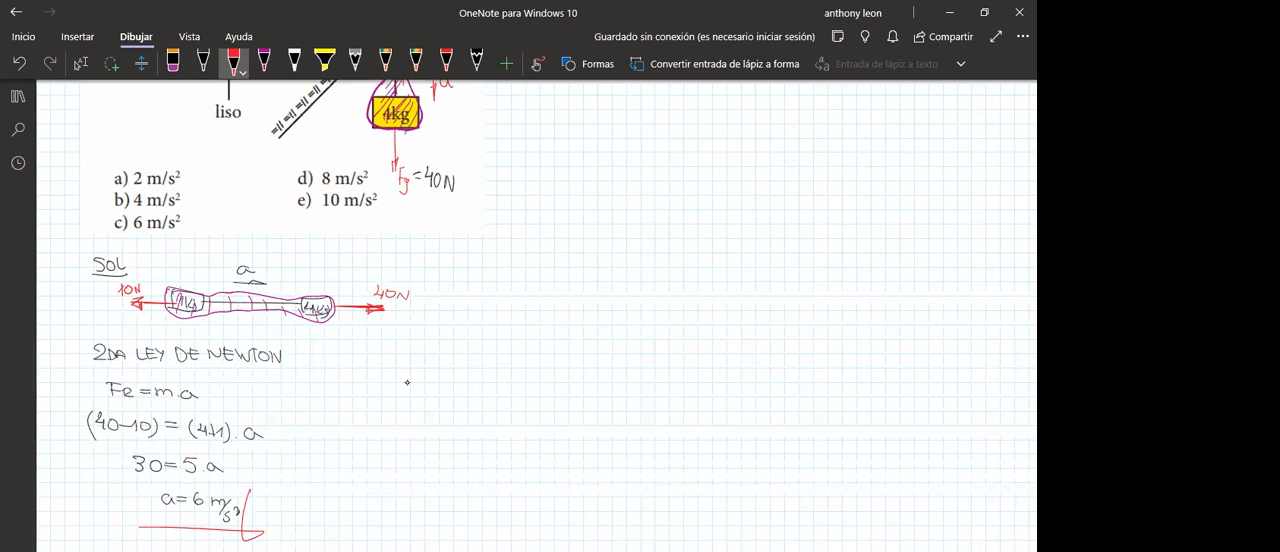 OneNote para Windows 10
anthony leon
Inicio
Insertar
Dibujar
Vista
Ayuda
Guardado sin conexión (es necesario iniciar sesión)
Compartir
Formas
Convertir entrada de lápiz a forma
Entrada de lápiz a texto
a
4kg
liso
Fg = 40N
a) 2 m/s²
b) 4 m/s²
c) 6 m/s²
d) 8 m/s²
e) 10 m/s²
SOL
a
10N
40N
1kg
4kg
2DA LEY DE NEWTON
FR = m.a
(40-10) = (4+1).a
30 = 5.a
a = 6 m/s²